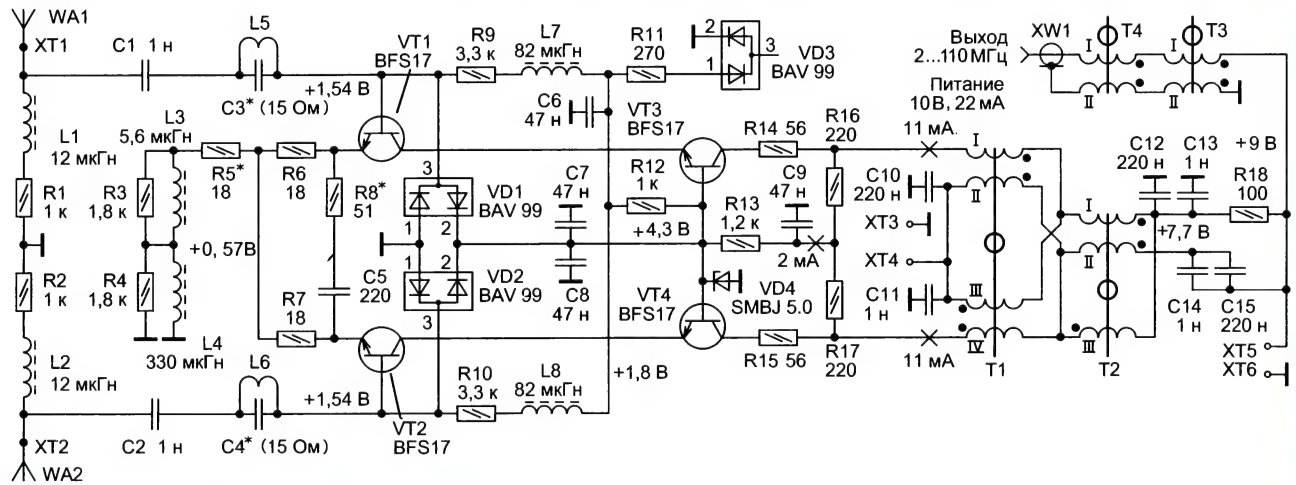 WA1
XT1
C1 1 н
L5
C3* (15 Ом)
+1,54 В
VT1
BFS17
R9
3,3 к
L7
82 мкГн
R11
270
2
3
1
VD3
BAV 99
C6
47 н
Выход
2...110 МГц
XW1
I
T4
I
T3
II
II
Питание
10 В, 22 мА
L1
12 мкГн
L3
5,6 мкГн
R5*
18
R6
18
R8*
51
R1
1 к
R3
1,8 к
+0, 57В
R2
1 к
R4
1,8 к
R7
18
C5
220
L4
330 мкГн
3
VD1
BAV 99
1
2
1
2
VD2
BAV 99
3
C7
47 н
C8
47 н
VT3
BFS17
R12
1 к
+4,3 В
R13
1,2 к
R14 56
R16
220
C9
47 н
2 мА
11 мА
VD4
SMBJ 5.0
VT4
BFS17
R15 56
R17
220
11 мА
C10
220 н
XT3
XT4
C11
1 н
I
II
III
IV
T1
I
II
III
T2
C12
220 н
C13
1 н
+9 В
R18
100
+7,7 В
C14
1 н
C15
220 н
XT5
XT6
L2
12 мкГн
L6
C2 1 н
C4* (15 Ом)
+1,54 В
VT2
BFS17
R10
3,3 к
L8
82 мкГн
+1,8 В
XT2
WA2